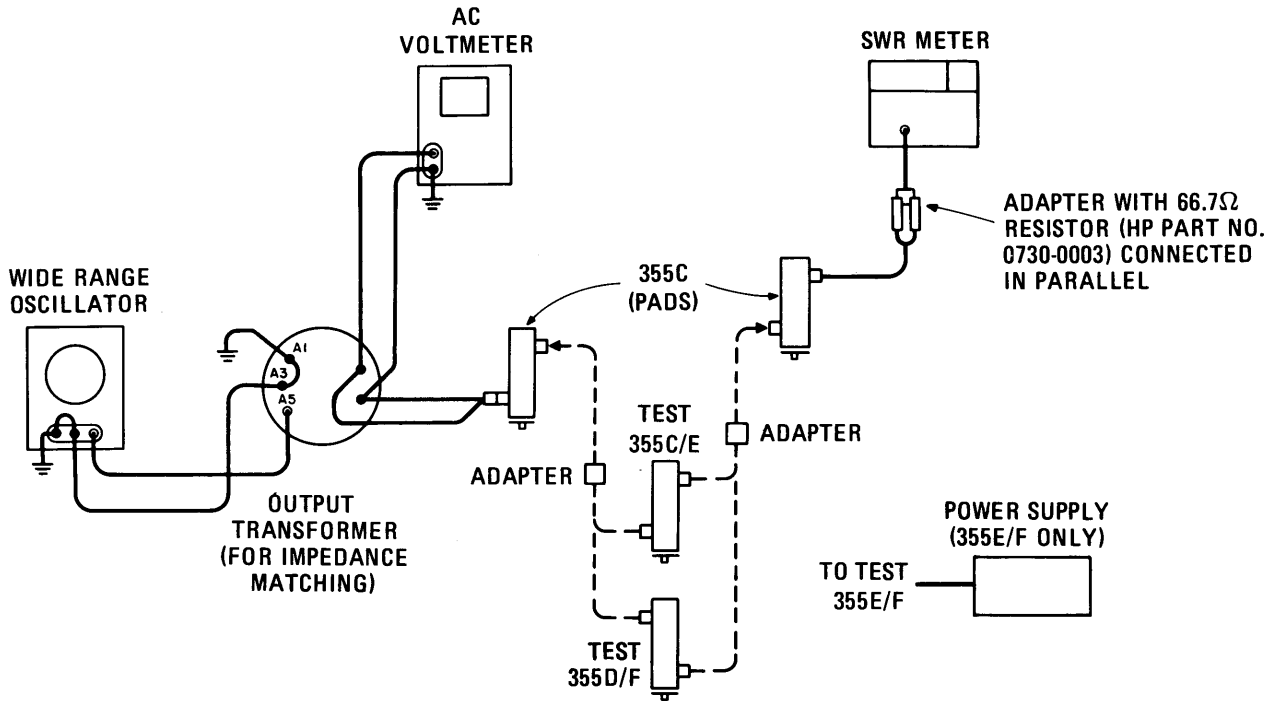 AC
VOLTMETER
SWR METER
ADAPTER WITH 66.7Ω
RESISTOR (HP PART NO.
0730-0003) CONNECTED
IN PARALLEL
WIDE RANGE
OSCILLATOR
355C
(PADS)
A1
A3
A5
TEST
355C/E
ADAPTER
ADAPTER
OUTPUT
TRANSFORMER
(FOR IMPEDANCE
MATCHING)
POWER SUPPLY
(355E/F ONLY)
TO TEST
355E/F
TEST
355D/F